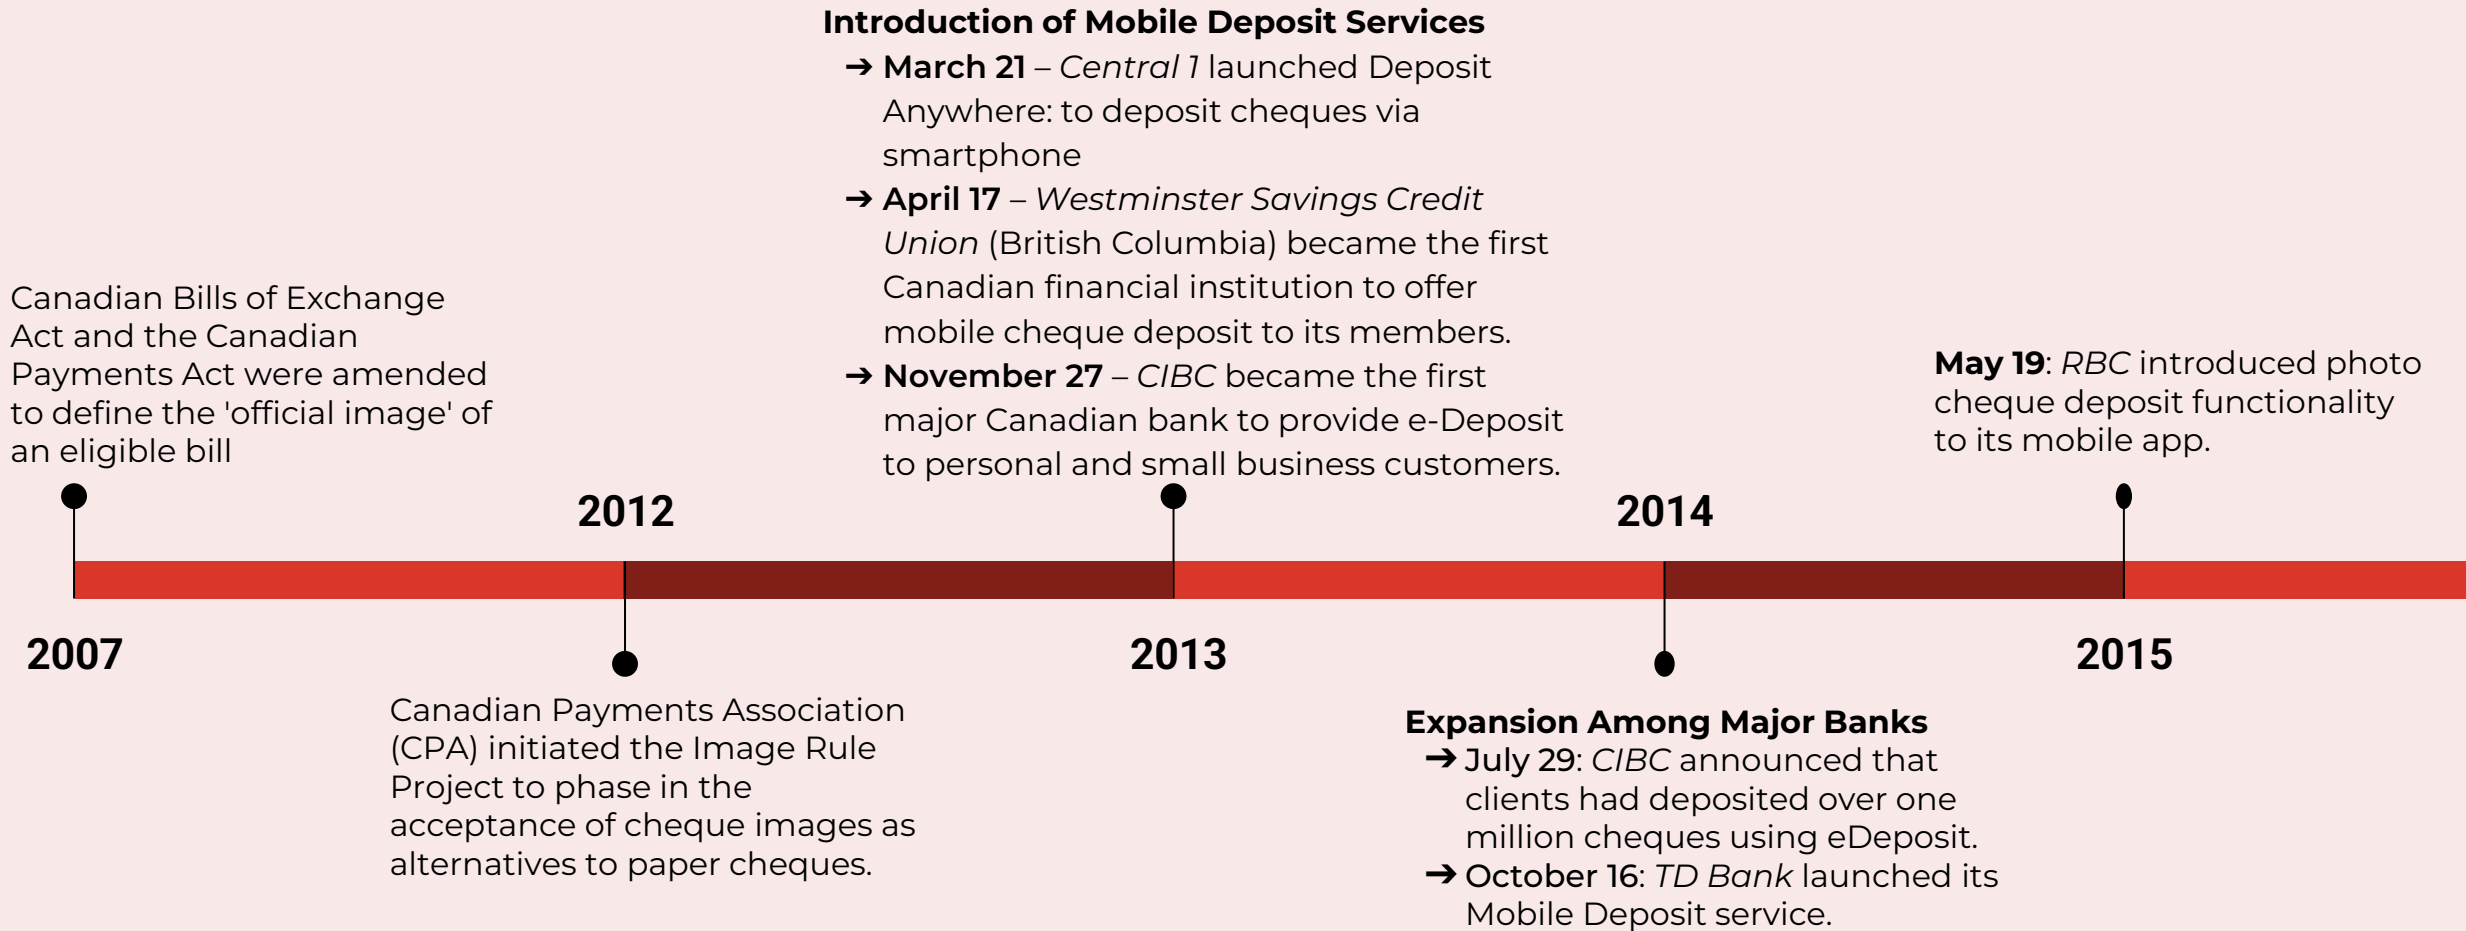 Introduction of Mobile Deposit Services
➔ March 21 – Central 1 launched Deposit
Anywhere: to deposit cheques via
smartphone
➔ April 17 – Westminster Savings Credit
Union (British Columbia) became the first
Canadian financial institution to offer
mobile cheque deposit to its members.
➔ November 27 – CIBC became the first
major Canadian bank to provide e-Deposit
to personal and small business customers.
Canadian Bills of Exchange
Act and the Canadian
Payments Act were amended
to define the 'official image' of
an eligible bill
May 19: RBC introduced photo
cheque deposit functionality
to its mobile app.
2012
2014
2007
2013
2015
Canadian Payments Association
(CPA) initiated the Image Rule
Project to phase in the
acceptance of cheque images as
alternatives to paper cheques.
Expansion Among Major Banks
➔ July 29: CIBC announced that
clients had deposited over one
million cheques using eDeposit.
➔ October 16: TD Bank launched its
Mobile Deposit service.